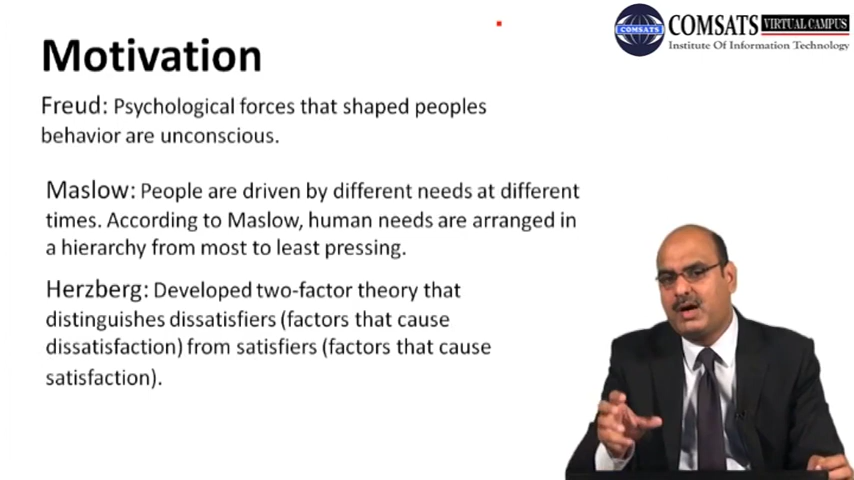 COMSATS VIRTUAL CAMPUS
COMSATS
Institute Of Information Technology
Motivation
Freud: Psychological forces that shaped peoples
behavior are unconscious.
Maslow: People are driven by different needs at different
times. According to Maslow, human needs are arranged in
a hierarchy from most to least pressing.
Herzberg: Developed two-factor theory that
distinguishes dissatisfiers (factors that cause
dissatisfaction) from satisfiers (factors that cause
satisfaction).